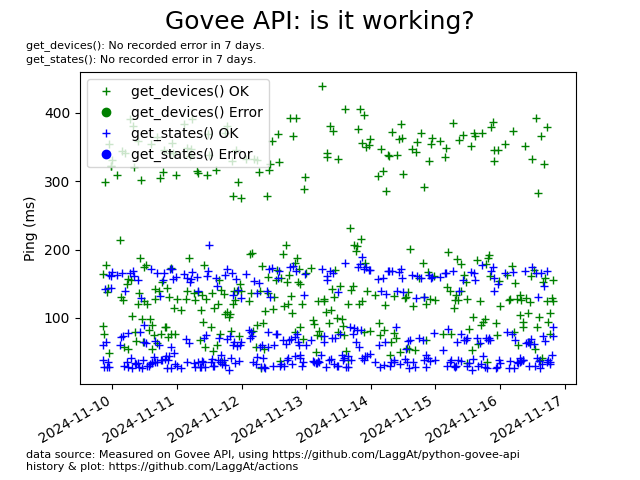 Govee API: is it working?
get_devices(): No recorded error in 7 days.
get_states(): No recorded error in 7 days.
get_devices() OK
get_devices() Error
get_states() OK
get_states() Error
Ping (ms)
400
300
200
100
2024-11-10
2024-11-11
2024-11-12
2024-11-13
2024-11-14
2024-11-15
2024-11-16
2024-11-17
data source: Measured on Govee API, using https://github.com/LaggAt/python-govee-api
history & plot: https://github.com/LaggAt/actions